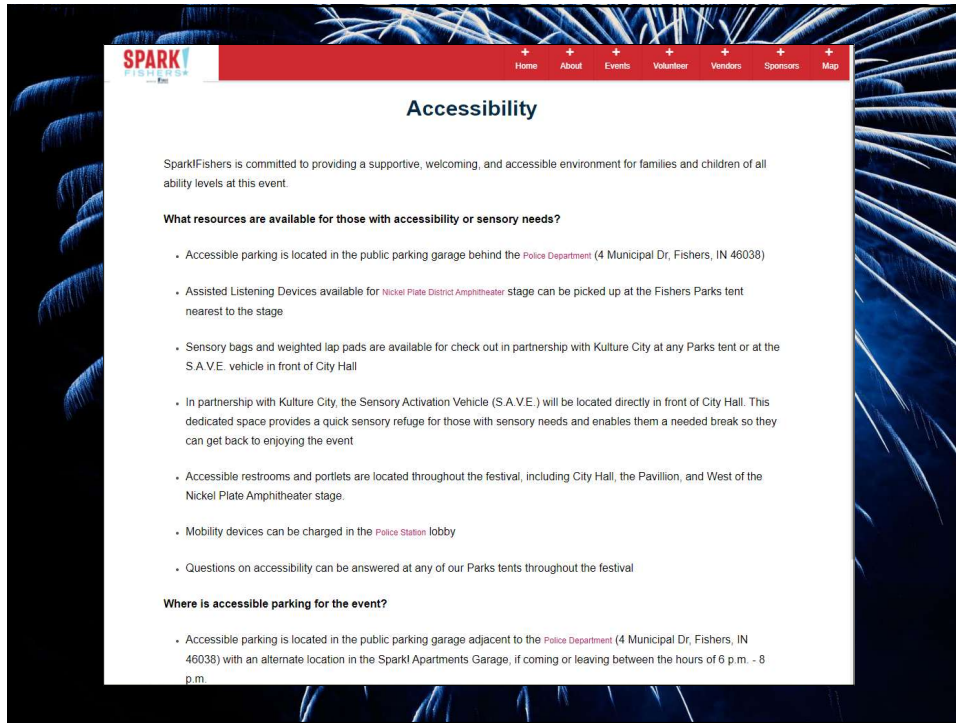 SPARK!
FISHERS★
Home About Events Volunteer Vendors Sponsors Map
Accessibility
Spark!Fishers is committed to providing a supportive, welcoming, and accessible environment for families and children of all
ability levels at this event.
What resources are available for those with accessibility or sensory needs?
Accessible parking is located in the public parking garage behind the Police Department (4 Municipal Dr, Fishers, IN 46038)
Assisted Listening Devices available for Nickel Plate District Amphitheater stage can be picked up at the Fishers Parks tent
nearest to the stage
Sensory bags and weighted lap pads are available for check out in partnership with Kulture City at any Parks tent or at the
S.A.V.E. vehicle in front of City Hall
In partnership with Kulture City, the Sensory Activation Vehicle (S.A.V.E.) will be located directly in front of City Hall. This
dedicated space provides a quick sensory refuge for those with sensory needs and enables them a needed break so they
can get back to enjoying the event
Accessible restrooms and portlets are located throughout the festival, including City Hall, the Pavillion, and West of the
Nickel Plate Amphitheater stage.
Mobility devices can be charged in the Police Station lobby
Questions on accessibility can be answered at any of our Parks tents throughout the festival
Where is accessible parking for the event?
Accessible parking is located in the public parking garage adjacent to the Police Department (4 Municipal Dr, Fishers, IN
46038) with an alternate location in the Spark! Apartments Garage, if coming or leaving between the hours of 6 p.m. - 8
p.m.